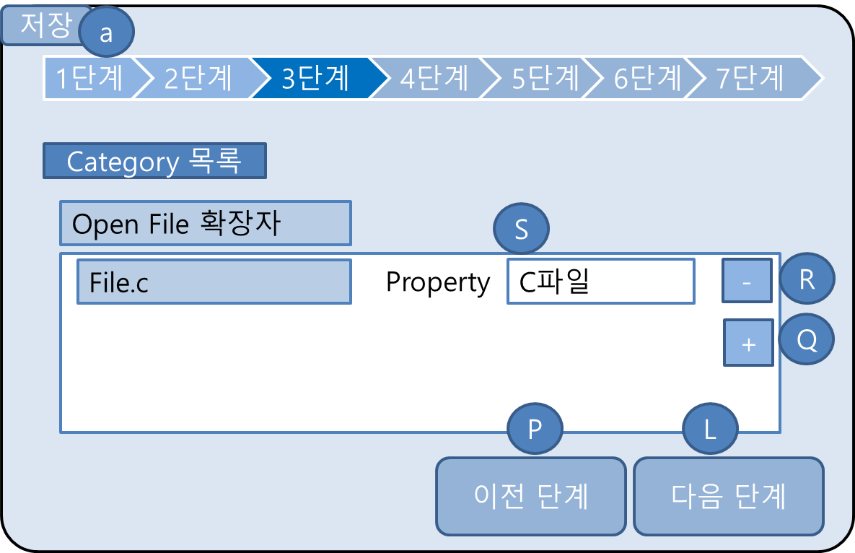 저장 a
1단계 2단계 3단계 4단계 5단계 6단계 7단계
Category 목록
Open File 확장자
S
File.c Property C파일 - R
+ Q
P L
이전 단계 다음 단계